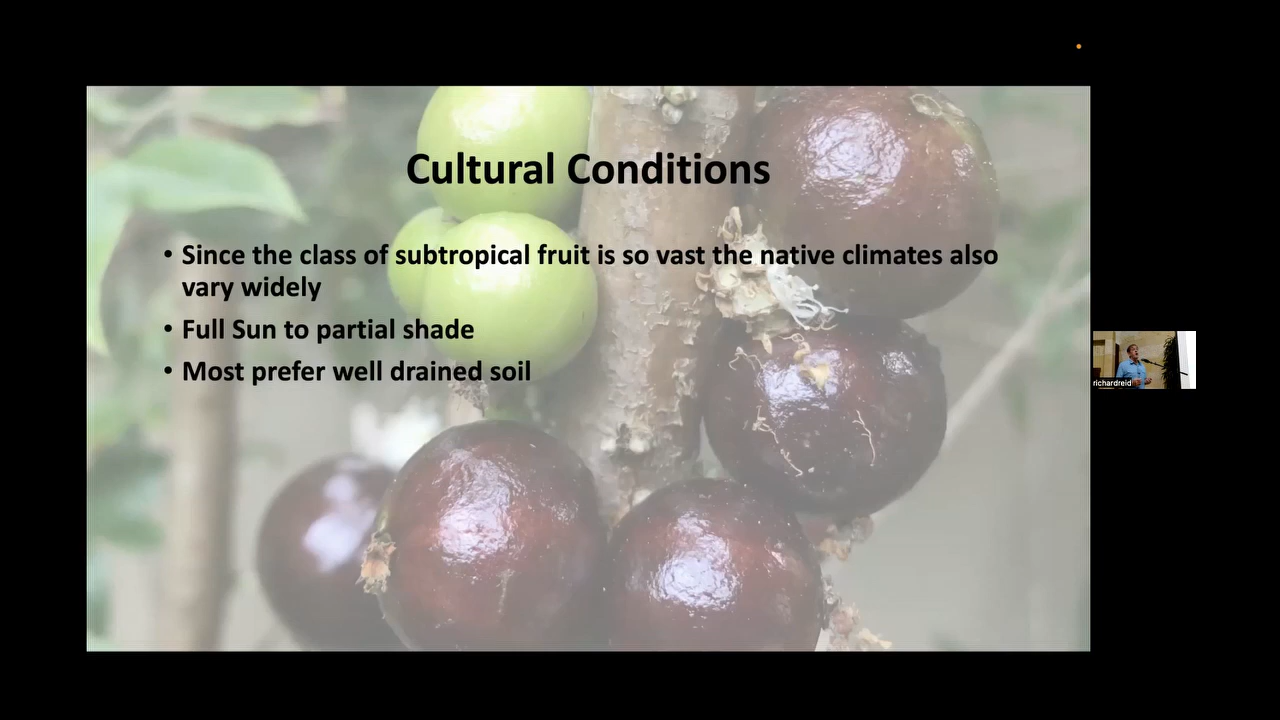 Cultural Conditions
• Since the class of subtropical fruit is so vast the native climates also
vary widely
• Full Sun to partial shade
• Most prefer well drained soil
richardreid